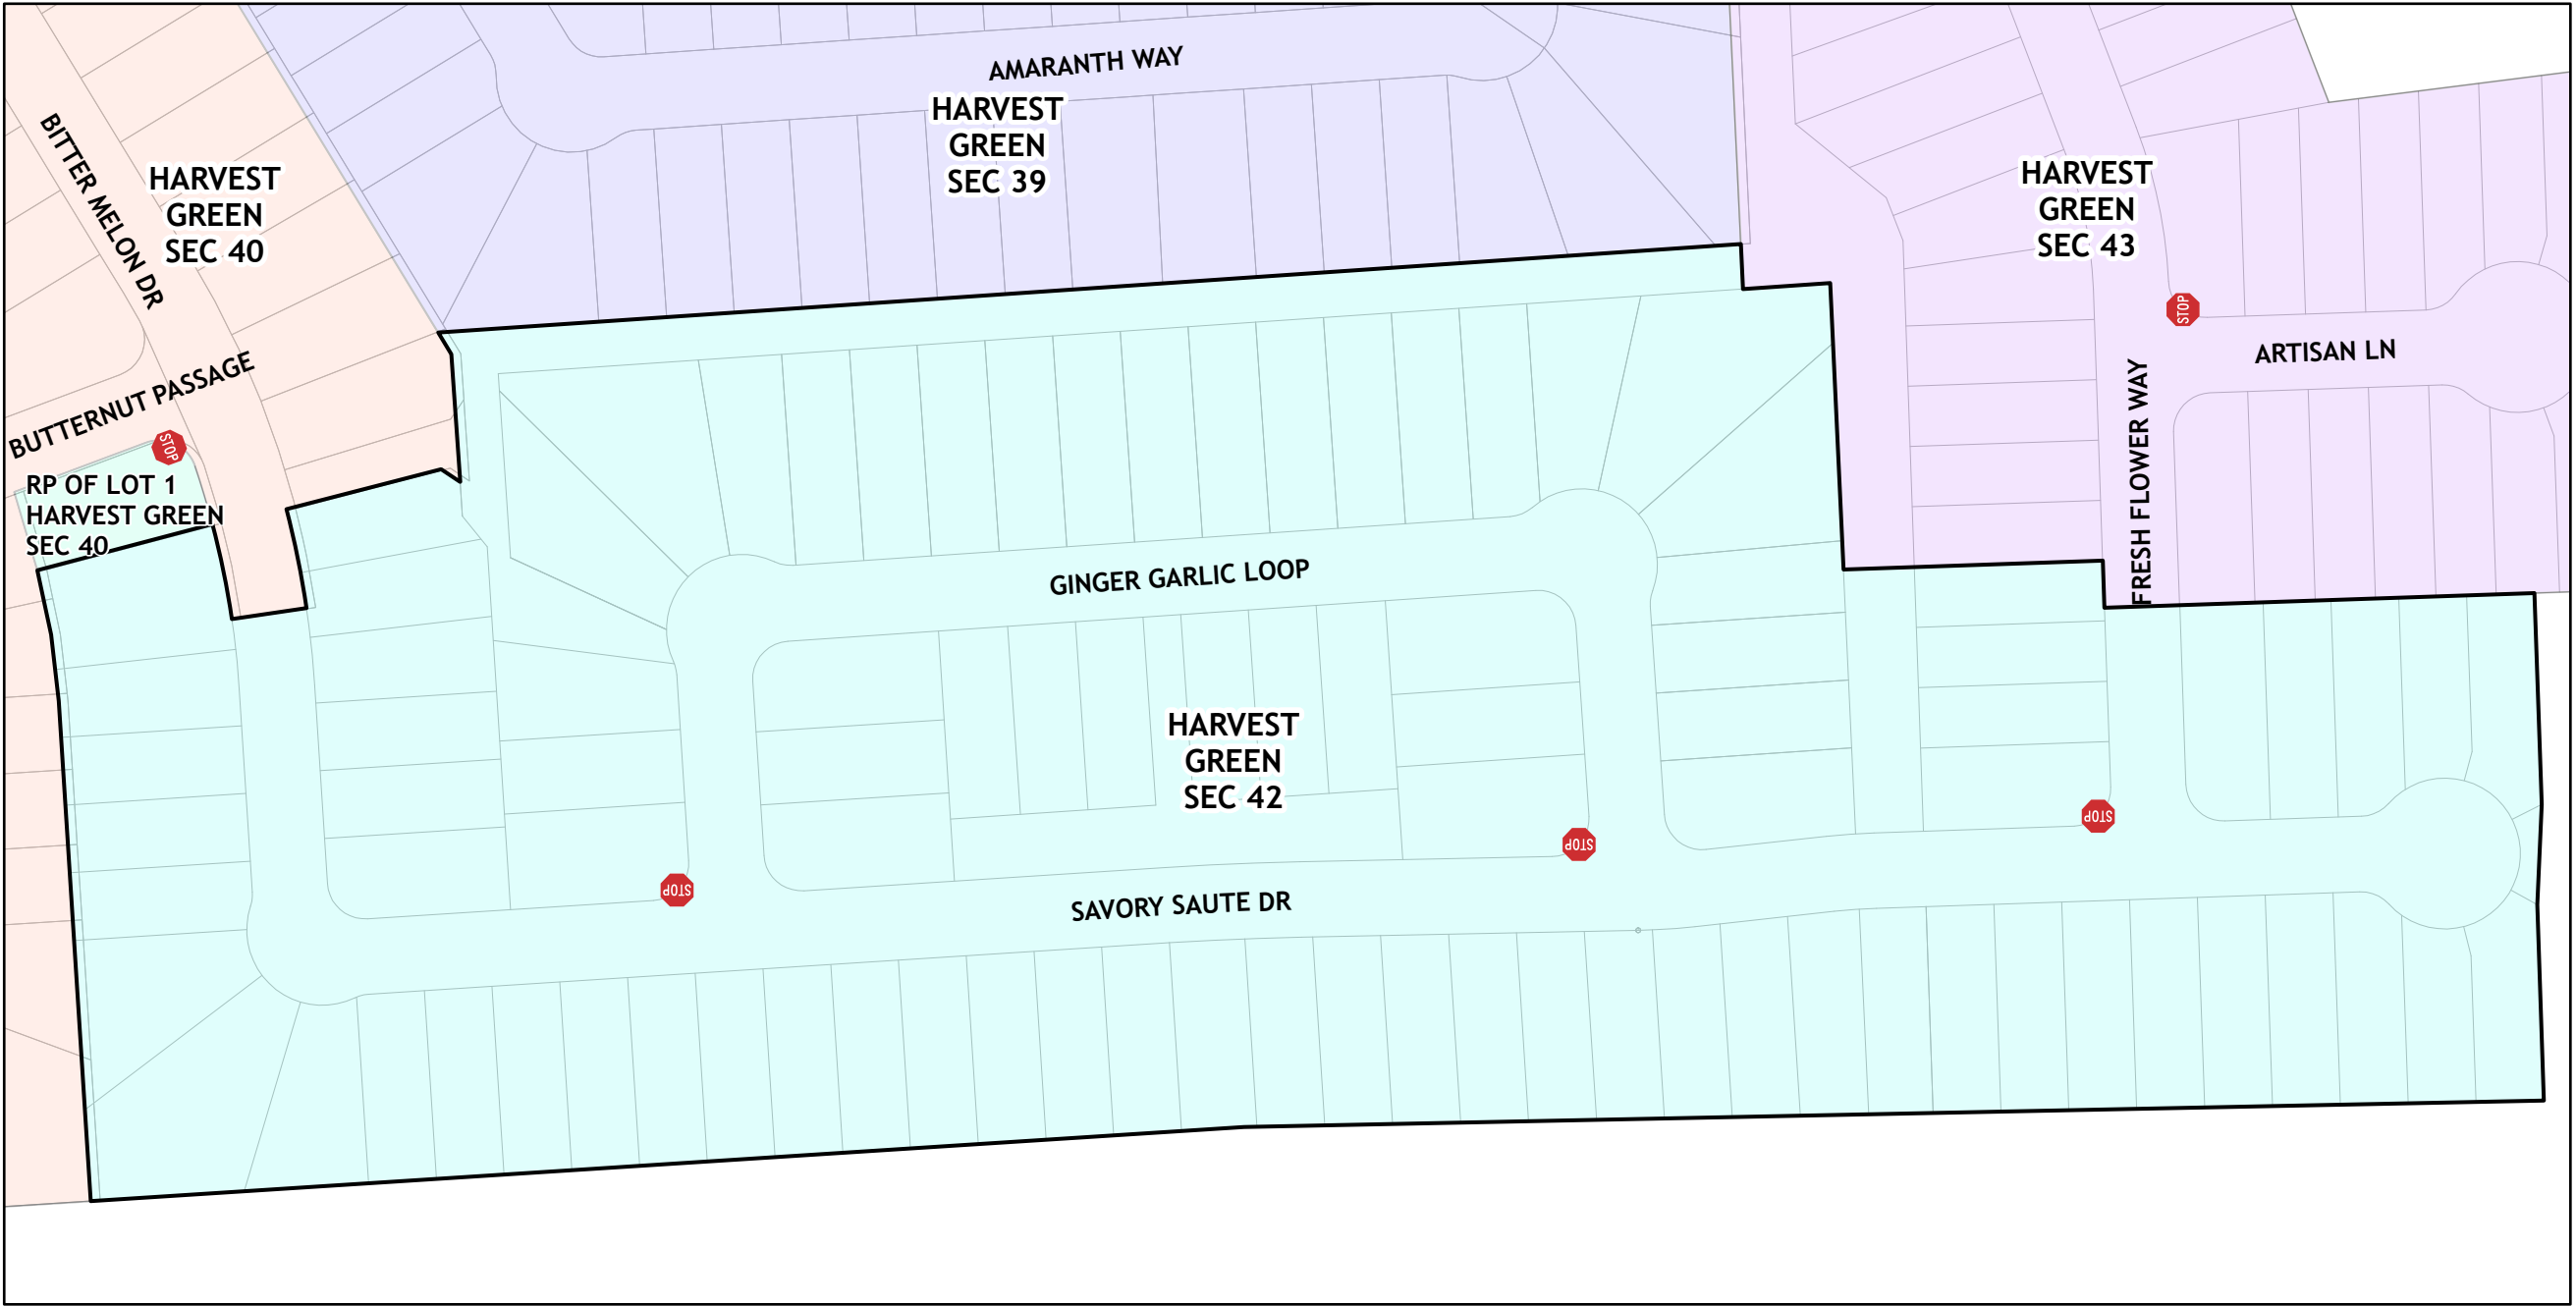 AMARANTH WAY
HARVEST
GREEN
SEC 39
BITTER MELON DR
HARVEST
GREEN
SEC 40
HARVEST
GREEN
SEC 43
STOP
ARTISAN LN
FRESH FLOWER WAY
BUTTERNUT PASSAGE
STOP
RP OF LOT 1
HARVEST GREEN
SEC 40
GINGER GARLIC LOOP
HARVEST
GREEN
SEC 42
STOP
STOP
STOP
SAVORY SAUTE DR